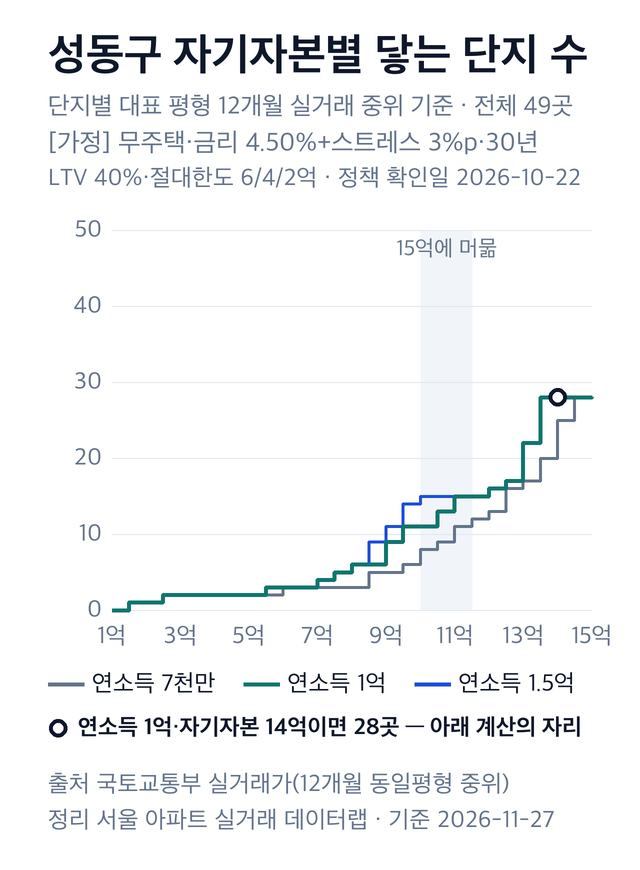 성동구 자기자본별 닿는 단지 수
단지별 대표 평형 12개월 실거래 중위 기준 · 전체 49곳
[가정] 무주택·금리 4.50%+스트레스 3%p·30년
LTV 40%·절대한도 6/4/2억 · 정책 확인일 2026-10-22
50
15억에 머묾
40
30
20
10
0
1억 3억 5억 7억 9억 11억 13억 15억
연소득 7천만 연소득 1억 연소득 1.5억
연소득 1억·자기자본 14억이면 28곳 — 아래 계산의 자리
출처 국토교통부 실거래가(12개월 동일평형 중위)
정리 서울 아파트 실거래 데이터랩 · 기준 2026-11-27